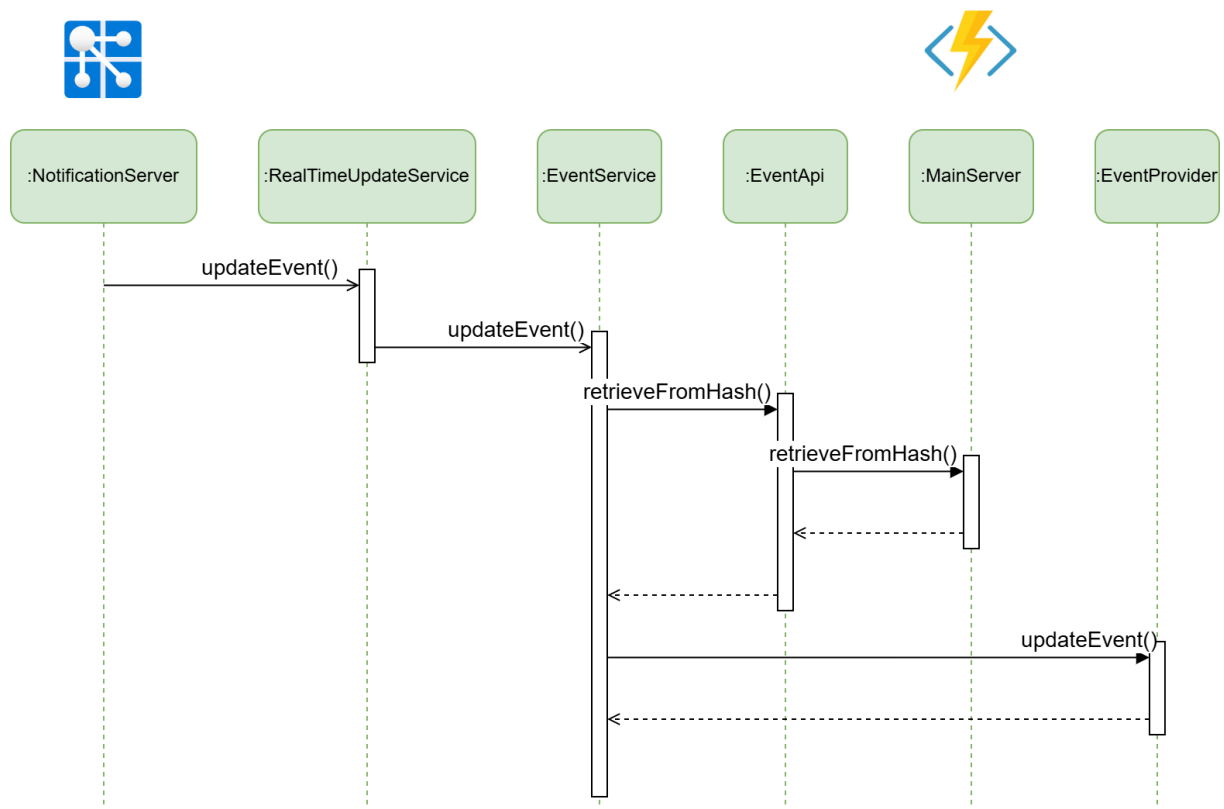 :NotificationServer
:RealTimeUpdateService
:EventService
:EventApi
:MainServer
:EventProvider
updateEvent()
updateEvent()
retrieveFromHash()
retrieveFromHash()
updateEvent()